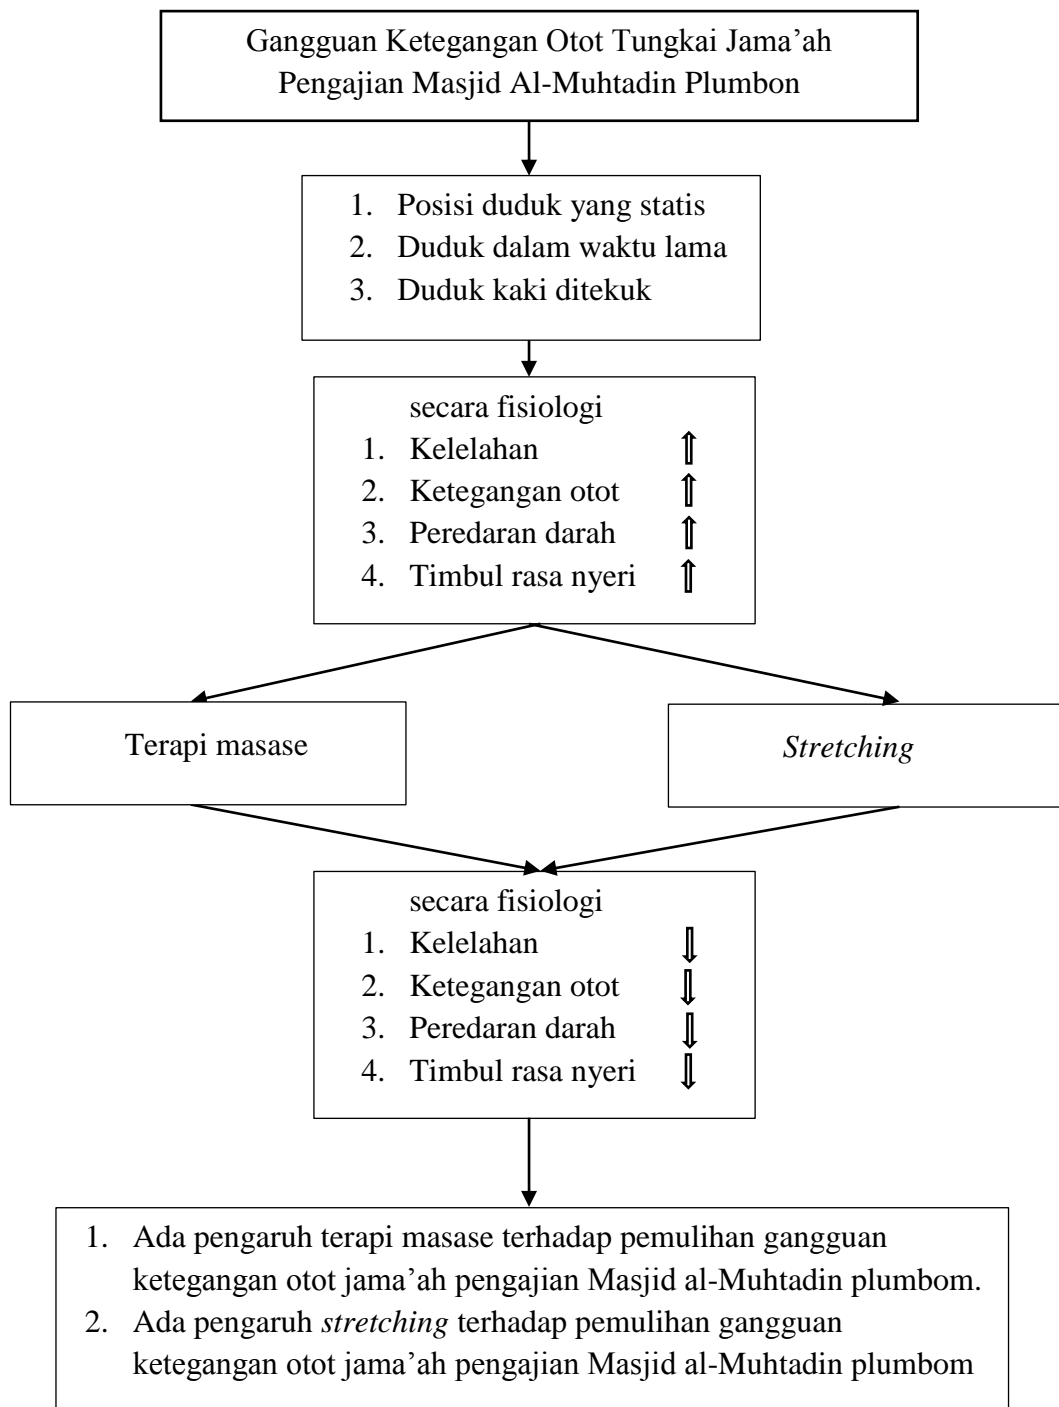 Gangguan Ketegangan Otot Tungkai Jama’ah
Pengajian Masjid Al-Muhtadin Plumbon
1. Posisi duduk yang statis
2. Duduk dalam waktu lama
3. Duduk kaki ditekuk
secara fisiologi
1. Kelelahan ⇑
2. Ketegangan otot ⇑
3. Peredaran darah ⇑
4. Timbul rasa nyeri ⇑
Terapi masase
Stretching
secara fisiologi
1. Kelelahan ⇓
2. Ketegangan otot ⇓
3. Peredaran darah ⇓
4. Timbul rasa nyeri ⇓
1. Ada pengaruh terapi masase terhadap pemulihan gangguan
ketegangan otot jama’ah pengajian Masjid al-Muhtadin plumbom.
2. Ada pengaruh stretching terhadap pemulihan gangguan
ketegangan otot jama’ah pengajian Masjid al-Muhtadin plumbom